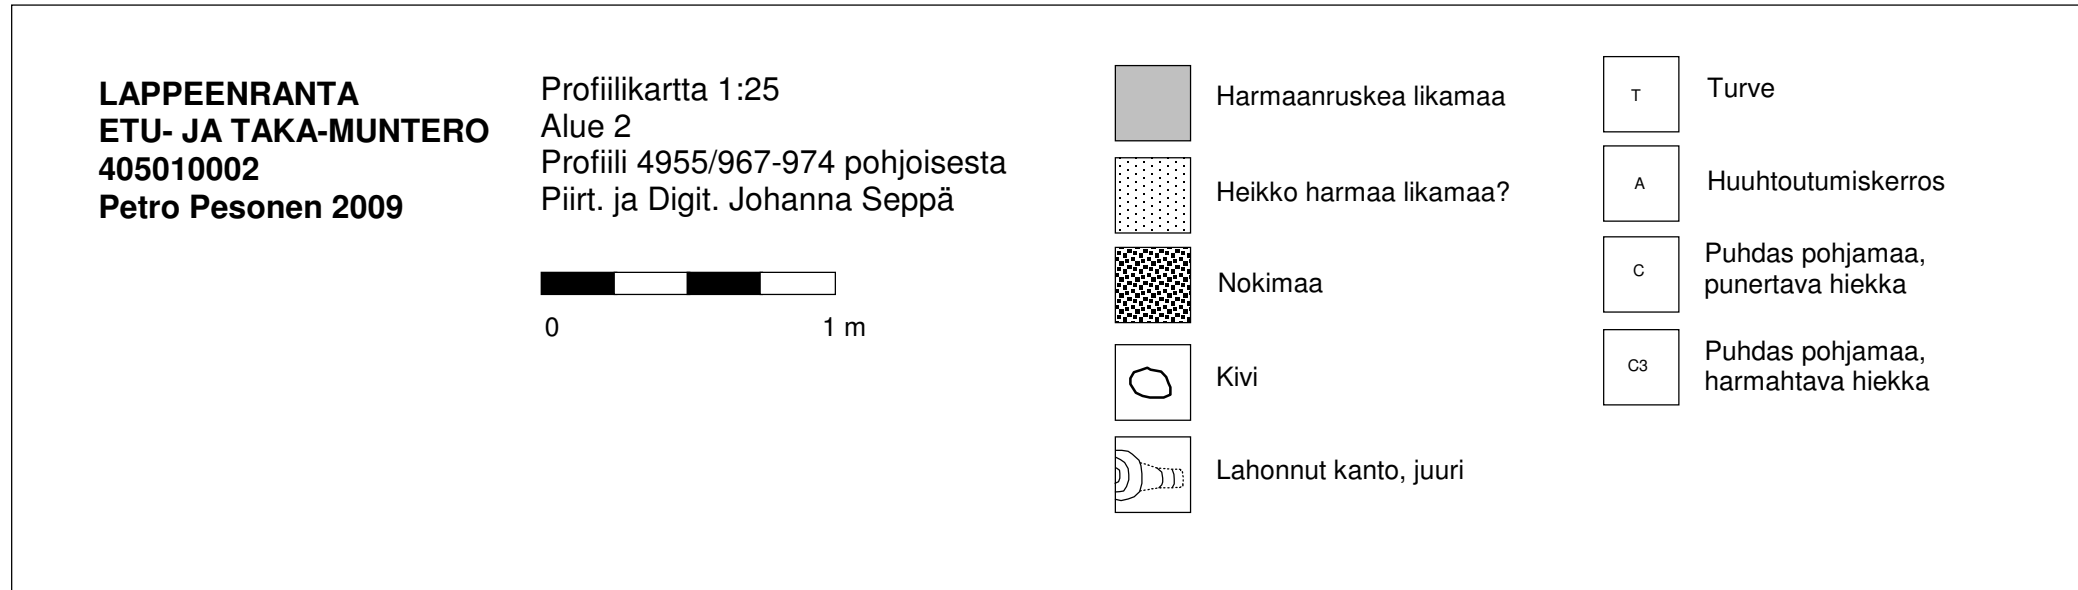 LAPPEENRANTA
ETU- JA TAKA-MUNTERO
405010002
Petro Pesonen 2009
Profiilikartta 1:25
Alue 2
Profiili 4955/967-974 pohjoisesta
Piirt. ja Digit. Johanna Seppä
0 1 m
Harmaanruskea likamaa
Heikko harmaa likamaa?
Nokimaa
Kivi
Lahonnut kanto, juuri
T Turve
A Huuhtoutumiskerros
C Puhdas pohjamaa,
punertava hiekka
C3 Puhdas pohjamaa,
harmahtava hiekka